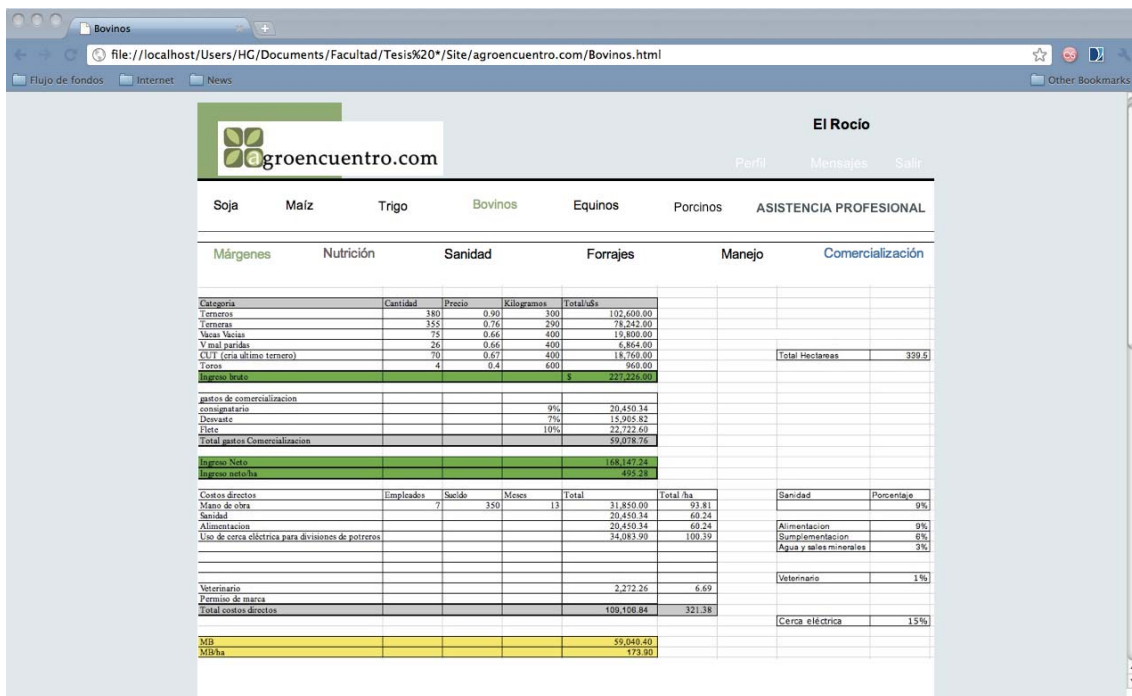 Bovinos
file://localhost/Users/HG/Documents/Facultad/Tesis%20*/Site/agroencuentro.com/Bovinos.html
Flujo de fondos Internet News Other Bookmarks
El Rocío
agroencuentro.com
Perfil Mensajes Salir
Soja Maíz Trigo Bovinos Equinos Porcinos ASISTENCIA PROFESIONAL
Márgenes Nutrición Sanidad Forrajes Manejo Comercialización
Categoria Cantidad Precio Kilogramos Total/u$s
Terneros 380 0.90 300 102,600.00
Terneras 355 0.76 290 78,242.00
Vacas Vacias 75 0.66 400 19,800.00
V mal paridas 26 0.66 400 6,864.00
CUT (cria ultimo ternero) 70 0.67 400 18,760.00 Total Hectareas 339.5
Toros 4 0.4 600 960.00
Ingreso bruto $ 227,226.00
gastos de comercializacion
consignatario 9% 20,450.34
Desvaste 7% 15,905.82
Flete 10% 22,722.60
Total gastos Comercializacion 59,078.76
Ingreso Neto 168,147.24
Ingreso neto/ha 495.28
Costos directos Empleados Sueldo Meses Total Total /ha Sanidad Porcentaje
Mano de obra 7 350 13 31,850.00 93.81 9%
Sanidad 20,450.34 60.24
Alimentacion 20,450.34 60.24 Alimentacion 9%
Uso de cerca eléctrica para divisiones de potreros 34,083.90 100.39 Sumplementacion 6%
Agua y sales minerales 3%
Veterinario 1%
Veterinario 2,272.26 6.69
Permiso de marca
Total costos directos 109,106.84 321.38
Cerca eléctrica 15%
MB 59,040.40
MB/ha 173.90